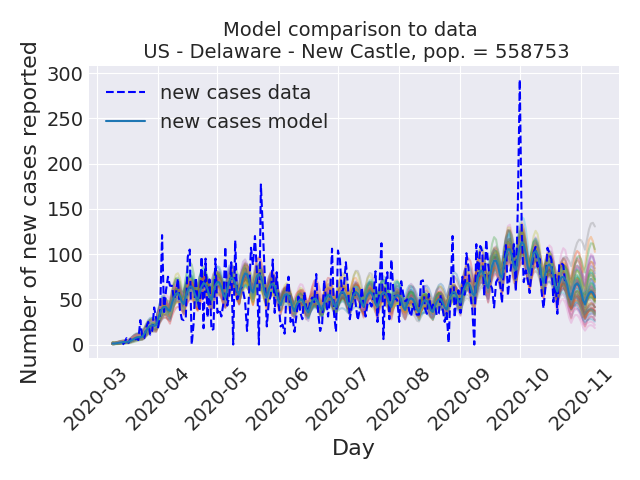 Model comparison to data
US - Delaware - New Castle, pop. = 558753
Number of new cases reported
300
250
200
150
100
50
0
new cases data
new cases model
2020-03
2020-04
2020-05
2020-06
2020-07
2020-08
2020-09
2020-10
2020-11
Day